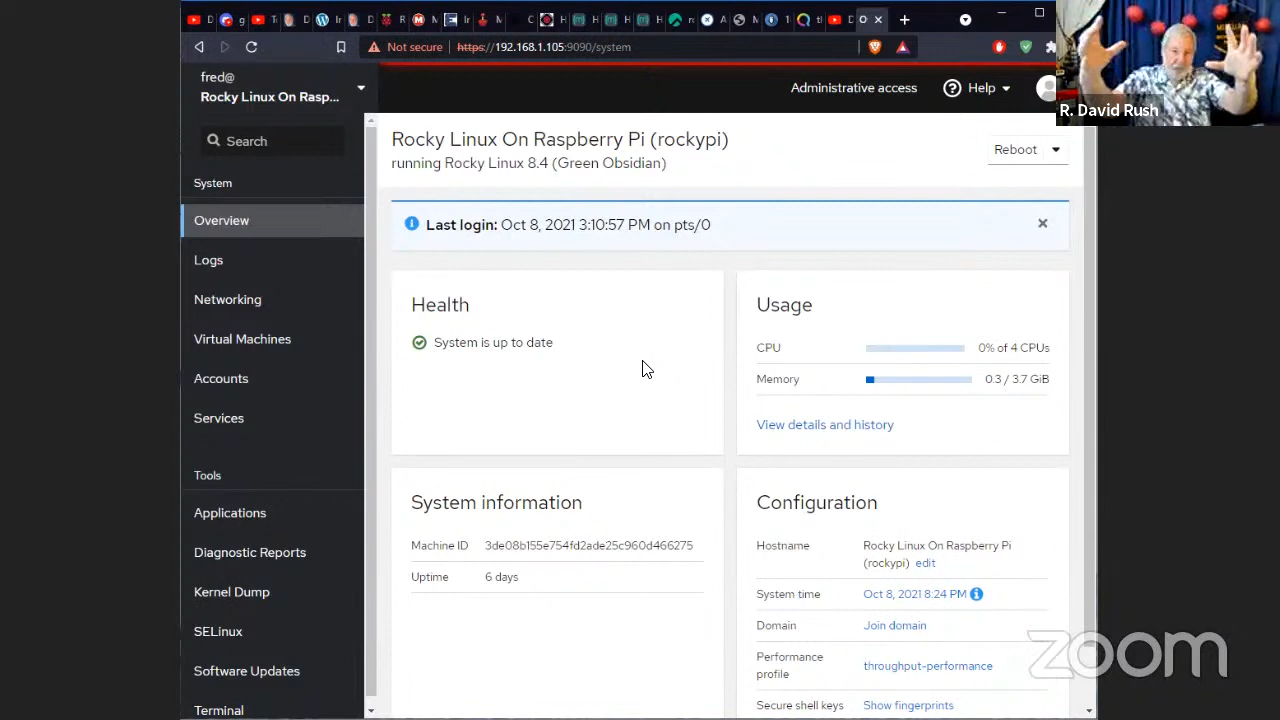 Not secure https://192.168.1.105:9090/system
fred@
Rocky Linux On Rasp...
Administrative access
Help
R. David Rush
Search
Rocky Linux On Raspberry Pi (rockypi)
running Rocky Linux 8.4 (Green Obsidian)
Reboot
System
Overview
Logs
Networking
Virtual Machines
Accounts
Services
Tools
Applications
Diagnostic Reports
Kernel Dump
SELinux
Software Updates
Terminal
Last login: Oct 8, 2021 3:10:57 PM on pts/0
Health
System is up to date
Usage
CPU 0% of 4 CPUs
Memory 0.3 / 3.7 GiB
View details and history
System information
Machine ID 3de08b155e754fd2ade25c960d466275
Uptime 6 days
Configuration
Hostname Rocky Linux On Raspberry Pi
(rockypi) edit
System time Oct 8, 2021 8:24 PM
Domain Join domain
Performance
profile throughput-performance
Secure shell keys Show fingerprints
zoom